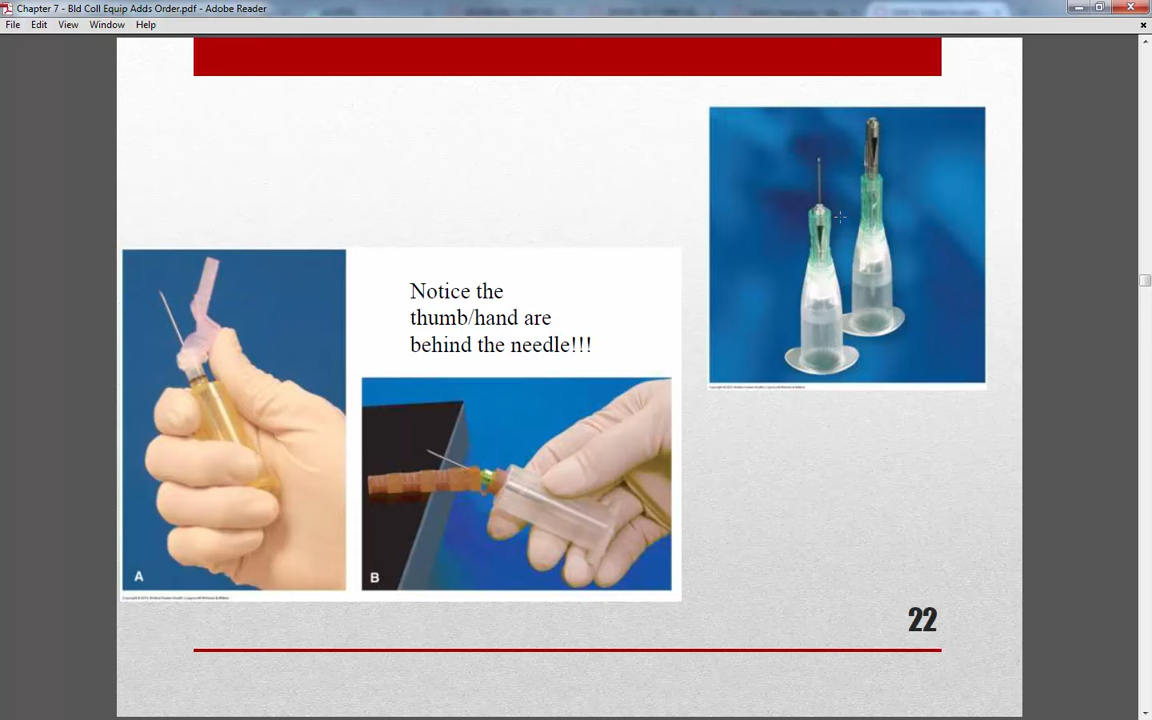 Chapter 7 - Bld Coll Equip Adds Order.pdf - Adobe Reader
File Edit View Window Help
Notice the
thumb/hand are
behind the needle!!!
A
B
22